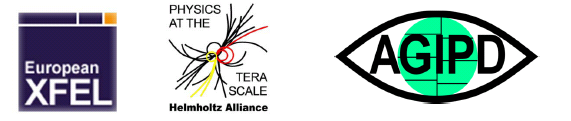 European
XFEL
PHYSICS
AT THE
TERA
SCALE
Helmholtz Alliance
AGIPD